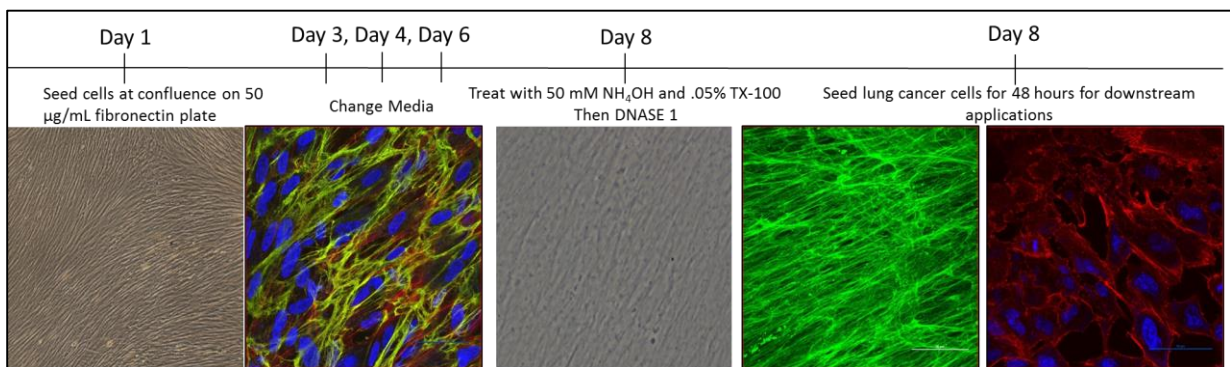 Day 1
Day 3, Day 4, Day 6
Day 8
Day 8
Seed cells at confluence on 50
µg/mL fibronectin plate
Change Media
Treat with 50 mM NH₄OH and .05% TX-100
Then DNASE 1
Seed lung cancer cells for 48 hours for downstream
applications